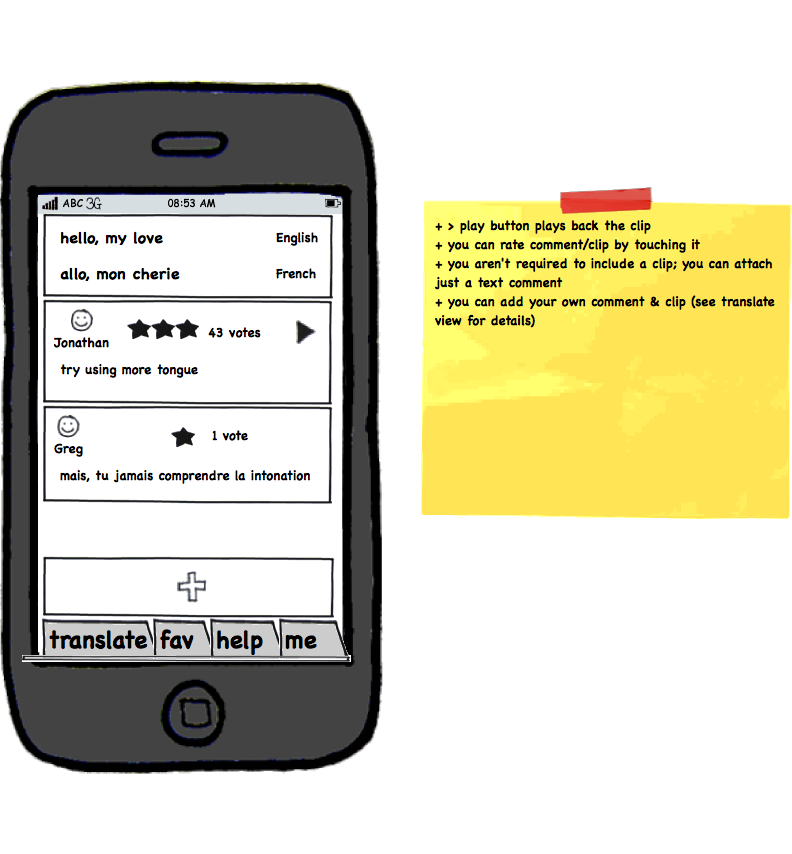 ABC 3G 08:53 AM
hello, my love English
allo, mon cherie French
Jonathan 43 votes
try using more tongue
Greg 1 vote
mais, tu jamais comprendre la intonation
translate fav help me
+ > play button plays back the clip
+ you can rate comment/clip by touching it
+ you aren't required to include a clip; you can attach
just a text comment
+ you can add your own comment & clip (see translate
view for details)